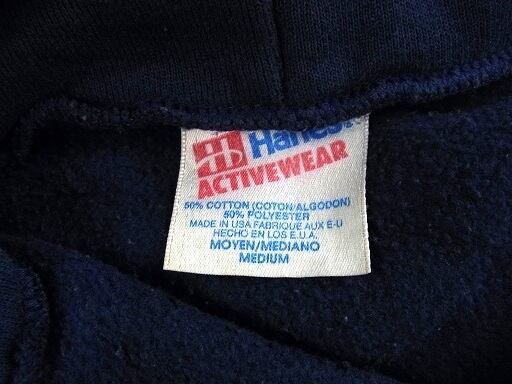 Hanes
ACTIVEWEAR
50% COTTON (COTON/ALGODON)
50% POLYESTER
MADE IN USA FABRIQUE AUX E-U
HECHO EN LOS E.U.A.
MOYEN/MEDIANO
MEDIUM